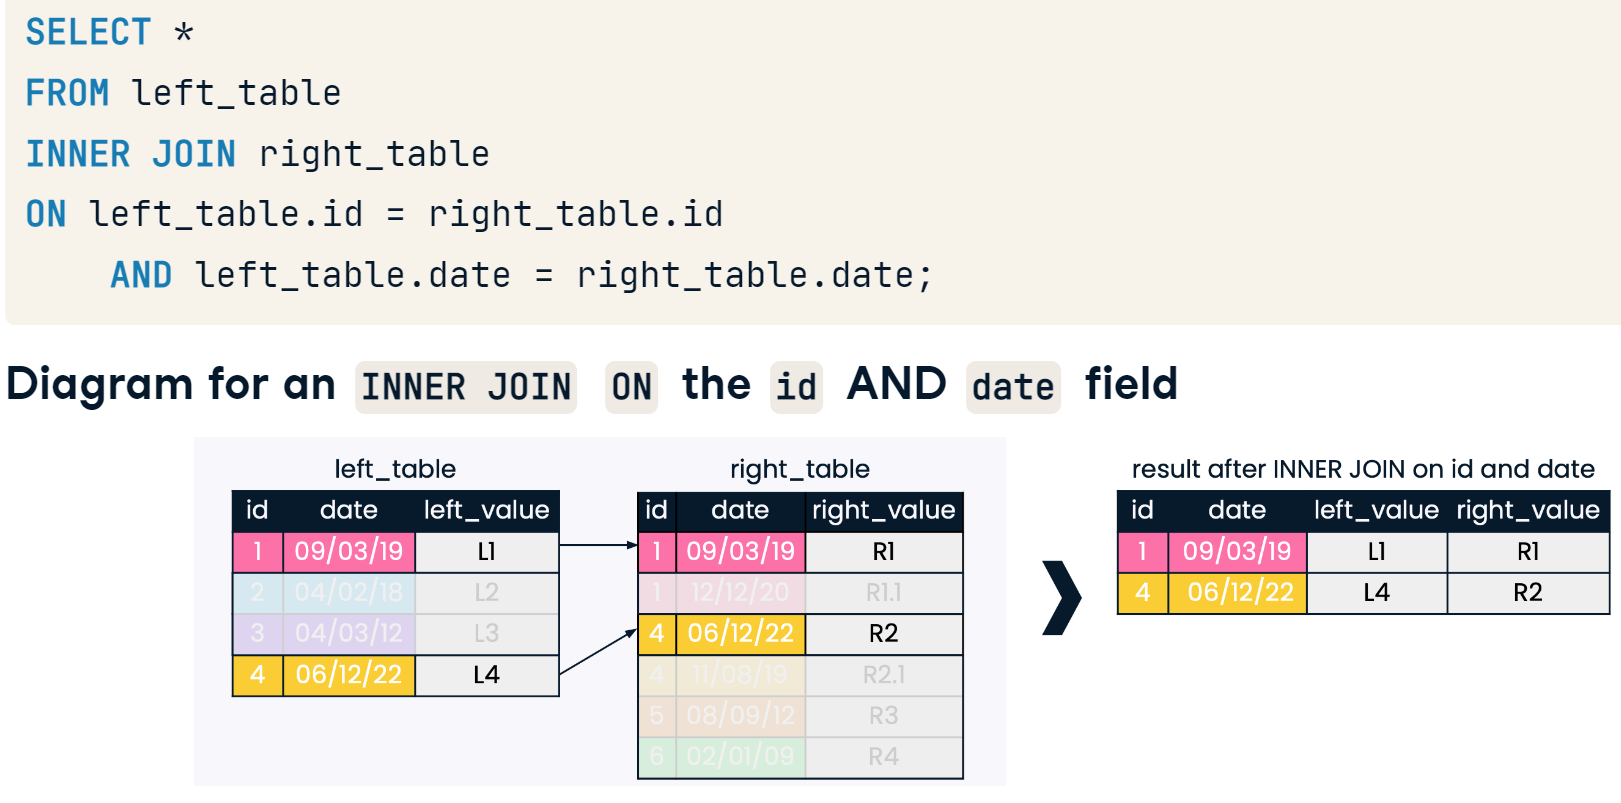 SELECT *
FROM left_table
INNER JOIN right_table
ON left_table.id = right_table.id
AND left_table.date = right_table.date;
Diagram for an INNER JOIN ON the id AND date field
left_table
id date left_value
1 09/03/19 L1
2 04/02/18 L2
3 04/03/12 L3
4 06/12/22 L4
right_table
id date right_value
1 09/03/19 R1
1 12/12/20 R1.1
4 06/12/22 R2
4 11/08/19 R2.1
5 08/09/12 R3
6 02/01/09 R4
result after INNER JOIN on id and date
id date left_value right_value
1 09/03/19 L1 R1
4 06/12/22 L4 R2